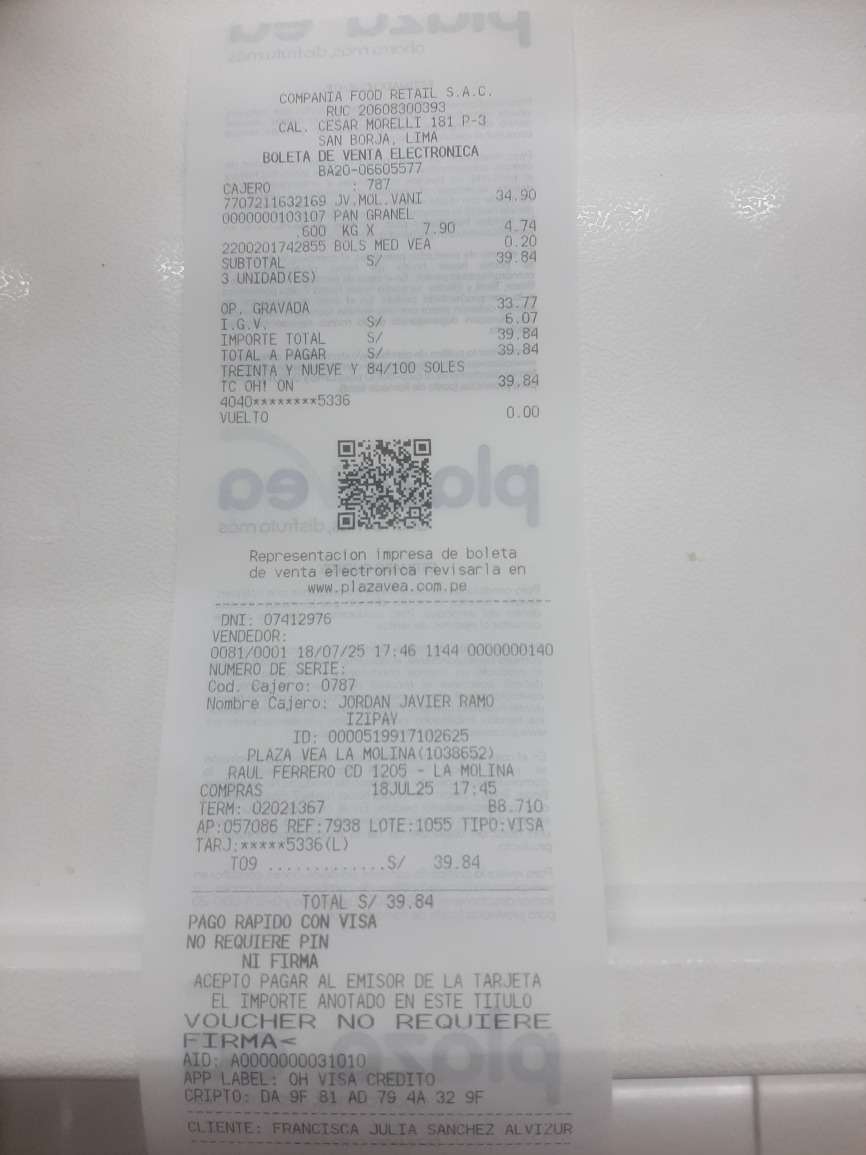 COMPANIA FOOD RETAIL S.A.C.
RUC 20608300393
CAL. CESAR MORELLI 181 P-3
SAN BORJA, LIMA
BOLETA DE VENTA ELECTRONICA
BA20-06605577
CAJERO : 787
7707211632169 JV.MOL.VANI 34.90
0000000103107 PAN GRANEL
.600 KG X 7.90 4.74
2200201742855 BOLS MED VEA 0.20
SUBTOTAL S/ 39.84
3 UNIDAD(ES)
OP. GRAVADA 33.77
I.G.V. S/ 6.07
IMPORTE TOTAL S/ 39.84
TOTAL A PAGAR S/ 39.84
TREINTA Y NUEVE Y 84/100 SOLES
TC OH! ON 39.84
4040********5336
VUELTO 0.00
plaza vea
Representacion impresa de boleta
de venta electronica revisarla en
www.plazavea.com.pe
DNI: 07412976
VENDEDOR:
0081/0001 18/07/25 17:46 1144 0000000140
NUMERO DE SERIE:
Cod. Cajero: 0787
Nombre Cajero: JORDAN JAVIER RAMO
IZIPAY
ID: 0000519917102625
PLAZA VEA LA MOLINA(1038652)
RAUL FERRERO CD 1205 - LA MOLINA
COMPRAS 18JUL25 17:45
TERM: 02021367 B8.710
AP:057086 REF:7938 LOTE:1055 TIPO:VISA
TARJ:*****5336(L)
T09 .............S/ 39.84
TOTAL S/ 39.84
PAGO RAPIDO CON VISA
NO REQUIERE PIN
NI FIRMA
ACEPTO PAGAR AL EMISOR DE LA TARJETA
EL IMPORTE ANOTADO EN ESTE TITULO
VOUCHER NO REQUIERE
FIRMA<
AID: A0000000031010
APP LABEL: OH VISA CREDITO
CRIPTO: DA 9F 81 AD 79 4A 32 9F
CLIENTE: FRANCISCA JULIA SANCHEZ ALVIZUR